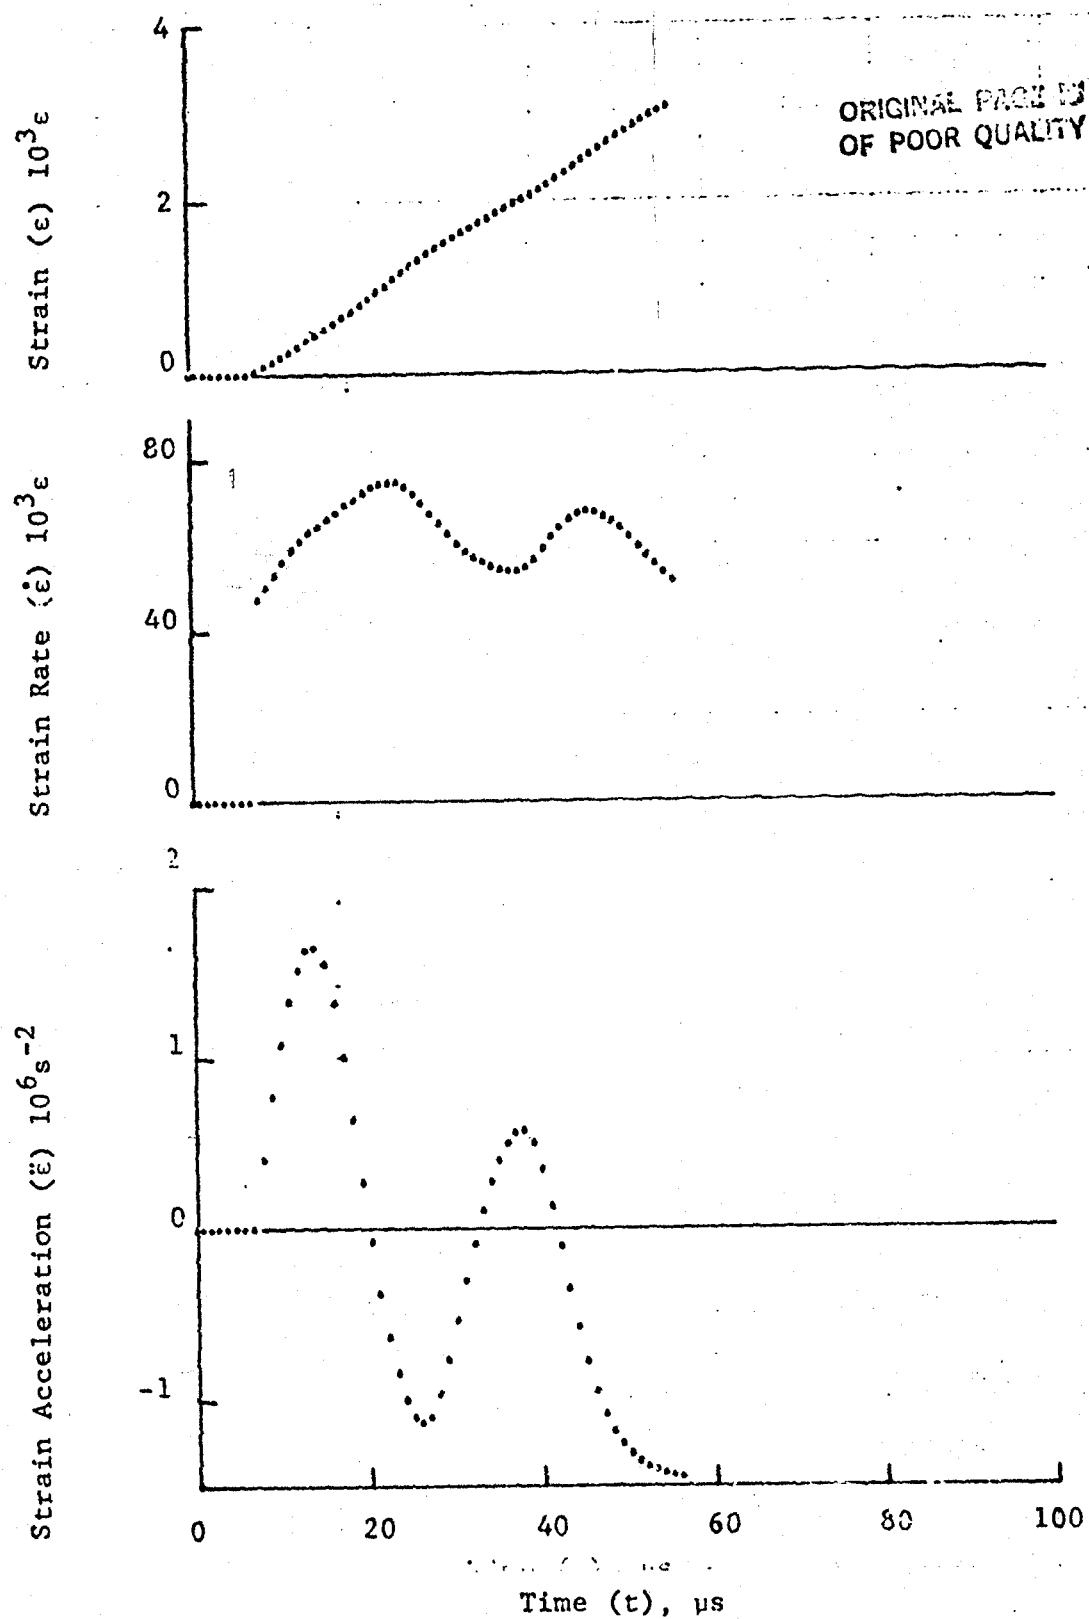 4
ORIGINAL PAGE IS
OF POOR QUALITY
Strain (ε) 10³ε
2
0
80
Strain Rate (ε̇) 10³ε
40
0
2
1
Strain Acceleration (ε̈) 10⁶s⁻²
0
-1
0 20 40 60 80 100
Time (t), μs